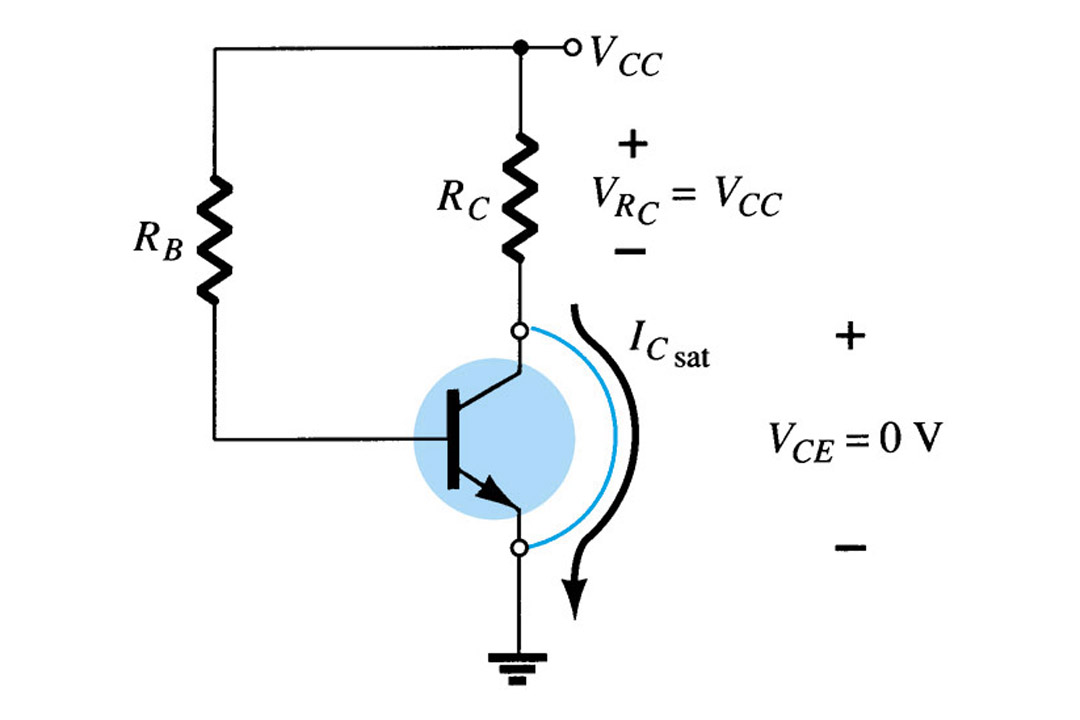 V_CC
+
R_C
V_RC = V_CC
R_B
−
I_C sat
+
V_CE = 0 V
−